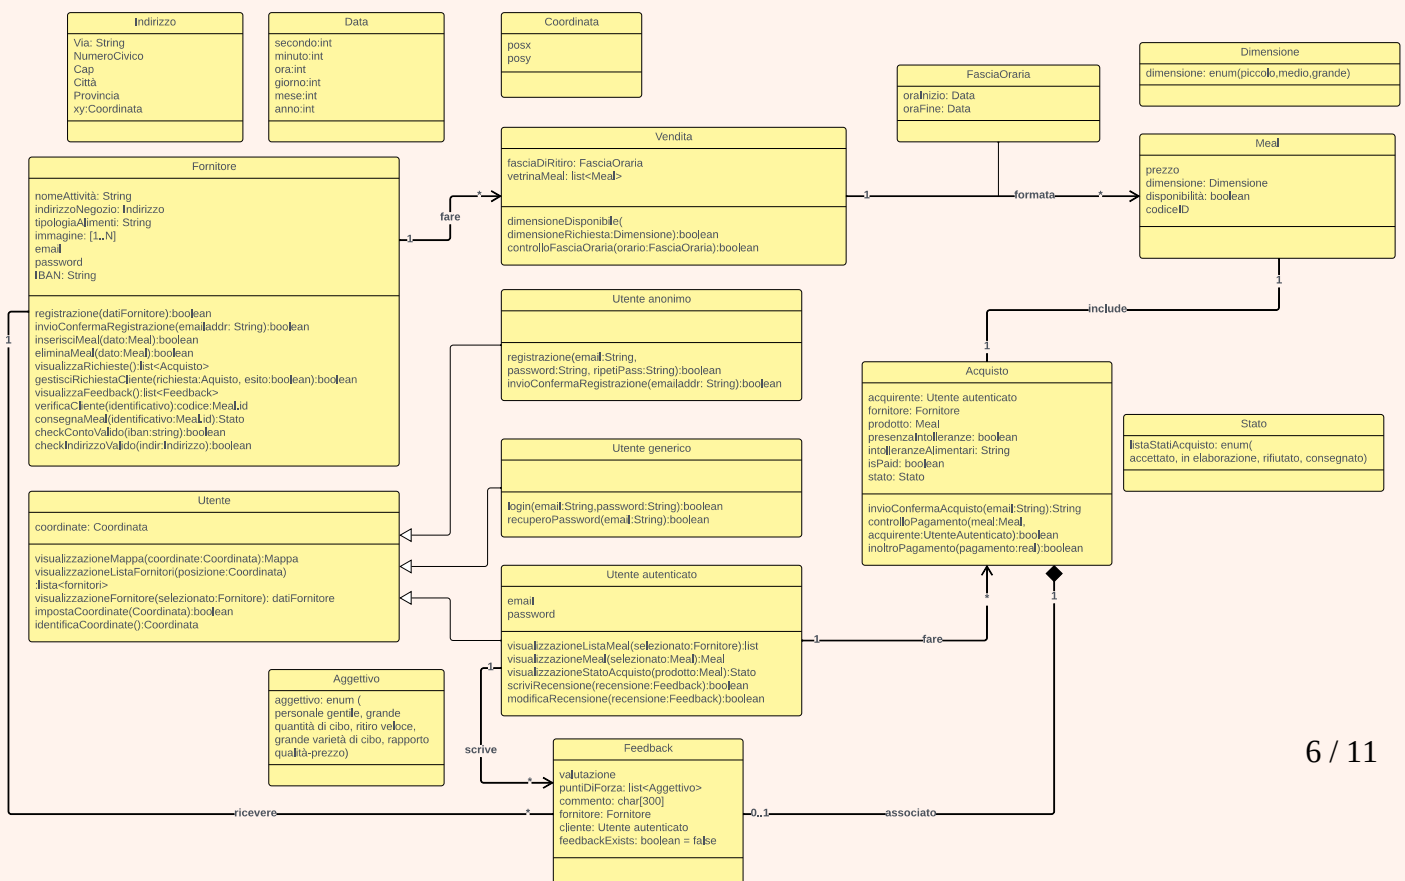 Indirizzo
Via: String
NumeroCivico
Cap
Città
Provincia
xy:Coordinata
Data
secondo:int
minuto:int
ora:int
giorno:int
mese:int
anno:int
Coordinata
posx
posy
FasciaOraria
oraInizio: Data
oraFine: Data
Dimensione
dimensione: enum(piccolo,medio,grande)
Fornitore
nomeAttività: String
indirizzoNegozio: Indirizzo
tipologiaAlimenti: String
immagine: [1..N]
email
password
IBAN: String
registrazione(datiFornitore):boolean
invioConfermaRegistrazione(emailaddr: String):boolean
inserisciMeal(dato:Meal):boolean
eliminaMeal(dato:Meal):boolean
visualizzaRichieste():list<Acquisto>
gestisciRichiestaCliente(richiesta:Aquisto, esito:boolean):boolean
visualizzaFeedback():list<Feedback>
verificaCliente(identificativo):codice:Meal.id
consegnaMeal(identificativo:Meal.id):Stato
checkContoValido(iban:string):boolean
checkIndirizzoValido(indir:Indirizzo):boolean
1
fare
*
Vendita
fasciaDiRitiro: FasciaOraria
vetrinaMeal: list<Meal>
dimensioneDisponibile(
dimensioneRichiesta:Dimensione):boolean
controlloFasciaOraria(orario:FasciaOraria):boolean
1
formata
*
Meal
prezzo
dimensione: Dimensione
disponibilità: boolean
codiceID
1
include
1
Utente anonimo
registrazione(email:String,
password:String, ripetiPass:String):boolean
invioConfermaRegistrazione(emailaddr: String):boolean
Utente generico
login(email:String,password:String):boolean
recuperoPassword(email:String):boolean
Acquisto
acquirente: Utente autenticato
fornitore: Fornitore
prodotto: Meal
presenzaIntolleranze: boolean
intolleranzeAlimentari: String
isPaid: boolean
stato: Stato
invioConfermaAcquisto(email:String):String
controlloPagamento(meal:Meal,
acquirente:UtenteAutenticato):boolean
inoltroPagamento(pagamento:real):boolean
Stato
listaStatiAcquisto: enum(
accettato, in elaborazione, rifiutato, consegnato)
Utente
coordinate: Coordinata
visualizzazioneMappa(coordinate:Coordinata):Mappa
visualizzazioneListaFornitori(posizione:Coordinata)
:lista<fornitori>
visualizzazioneFornitore(selezionato:Fornitore): datiFornitore
impostaCoordinate(Coordinata):boolean
identificaCoordinate():Coordinata
Utente autenticato
email
password
visualizzazioneListaMeal(selezionato:Fornitore):list
visualizzazioneMeal(selezionato:Meal):Meal
visualizzazioneStatoAcquisto(prodotto:Meal):Stato
scriviRecensione(recensione:Feedback):boolean
modificaRecensione(recensione:Feedback):boolean
1
fare
*
1
1
scrive
*
Aggettivo
aggettivo: enum (
personale gentile, grande
quantità di cibo, ritiro veloce,
grande varietà di cibo, rapporto
qualità-prezzo)
Feedback
valutazione
puntiDiForza: list<Aggettivo>
commento: char[300]
fornitore: Fornitore
cliente: Utente autenticato
feedbackExists: boolean = false
1
ricevere
*
0..1
associato
6 / 11